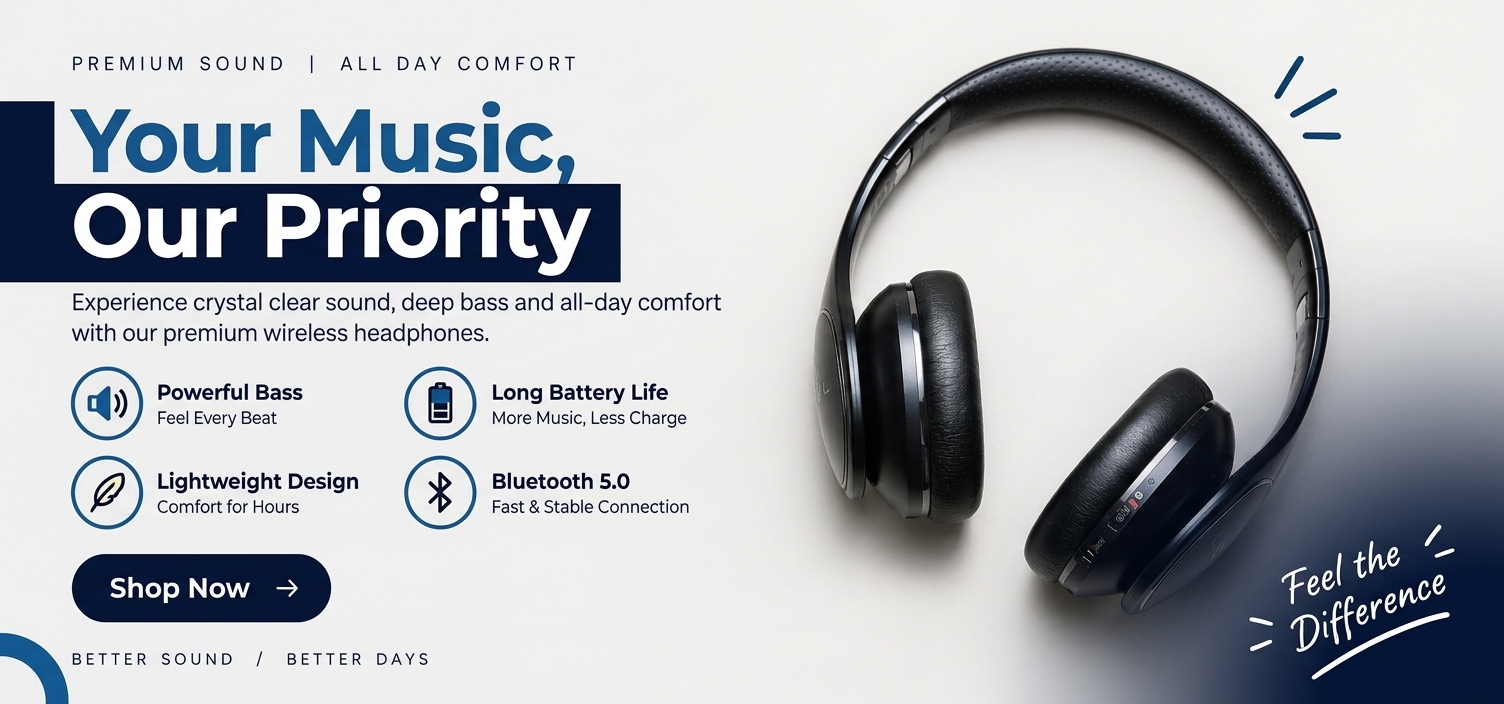 PREMIUM SOUND | ALL DAY COMFORT
Your Music,
Our Priority
Experience crystal clear sound, deep bass and all-day comfort
with our premium wireless headphones.
Powerful Bass
Feel Every Beat
Long Battery Life
More Music, Less Charge
Lightweight Design
Comfort for Hours
Bluetooth 5.0
Fast & Stable Connection
Shop Now →
BETTER SOUND / BETTER DAYS
Feel the
Difference